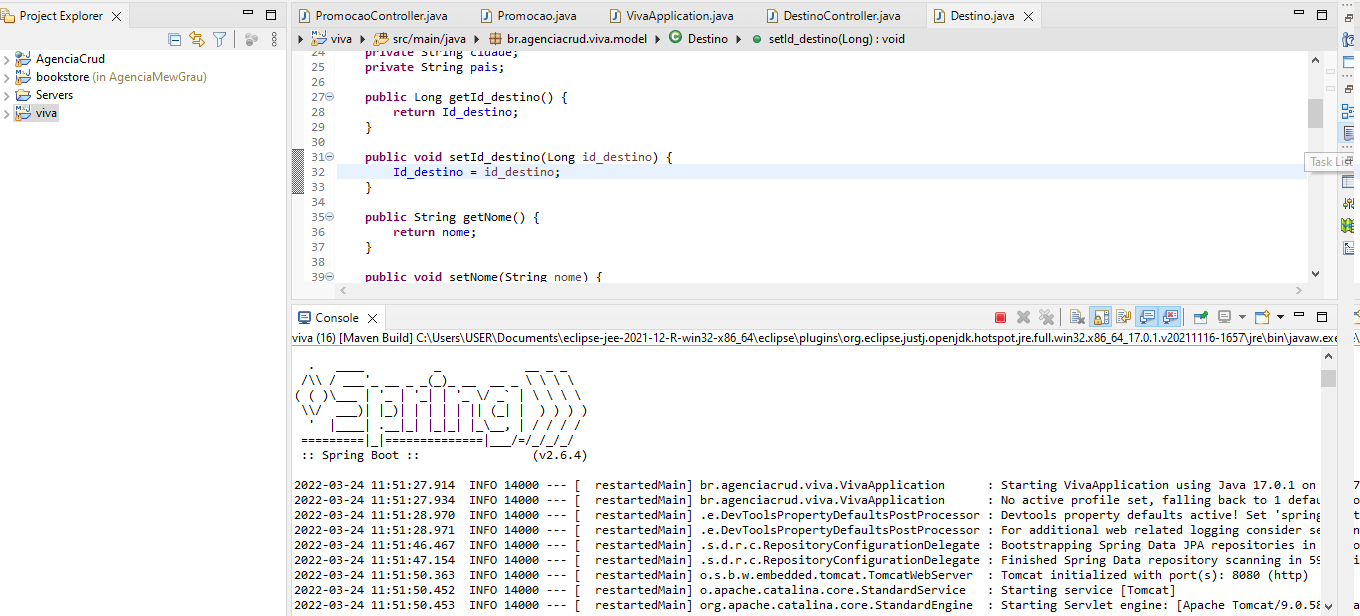 Project Explorer
AgenciaCrud
bookstore (in AgenciaMewGrau)
Servers
viva
PromocaoController.java
Promocao.java
VivaApplication.java
DestinoController.java
Destino.java
viva
src/main/java
br.agenciacrud.viva.model
Destino
setId_destino(Long) : void
24 private String cidade;
25 private String pais;
26
27 public Long getId_destino() {
28 return Id_destino;
29 }
30
31 public void setId_destino(Long id_destino) {
32 Id_destino = id_destino;
33 }
34
35 public String getNome() {
36 return nome;
37 }
38
39 public void setNome(String nome) {
Task List
Console
viva (16) [Maven Build] C:\Users\USER\Documents\eclipse-jee-2021-12-R-win32-x86_64\eclipse\plugins\org.eclipse.justj.openjdk.hotspot.jre.full.win32.x86_64_17.0.1.v20211116-1657\jre\bin\javaw.exe
Spring
:: Spring Boot :: (v2.6.4)
2022-03-24 11:51:27.914 INFO 14000 --- [ restartedMain] br.agenciacrud.viva.VivaApplication : Starting VivaApplication using Java 17.0.1 on
2022-03-24 11:51:27.934 INFO 14000 --- [ restartedMain] br.agenciacrud.viva.VivaApplication : No active profile set, falling back to 1 defau
2022-03-24 11:51:28.970 INFO 14000 --- [ restartedMain] .e.DevToolsPropertyDefaultsPostProcessor : Devtools property defaults active! Set 'spring
2022-03-24 11:51:28.971 INFO 14000 --- [ restartedMain] .e.DevToolsPropertyDefaultsPostProcessor : For additional web related logging consider se
2022-03-24 11:51:46.467 INFO 14000 --- [ restartedMain] .s.d.r.c.RepositoryConfigurationDelegate : Bootstrapping Spring Data JPA repositories in
2022-03-24 11:51:47.154 INFO 14000 --- [ restartedMain] .s.d.r.c.RepositoryConfigurationDelegate : Finished Spring Data repository scanning in 59
2022-03-24 11:51:50.363 INFO 14000 --- [ restartedMain] o.s.b.w.embedded.tomcat.TomcatWebServer : Tomcat initialized with port(s): 8080 (http)
2022-03-24 11:51:50.452 INFO 14000 --- [ restartedMain] o.apache.catalina.core.StandardService : Starting service [Tomcat]
2022-03-24 11:51:50.453 INFO 14000 --- [ restartedMain] org.apache.catalina.core.StandardEngine : Starting Servlet engine: [Apache Tomcat/9.0.58